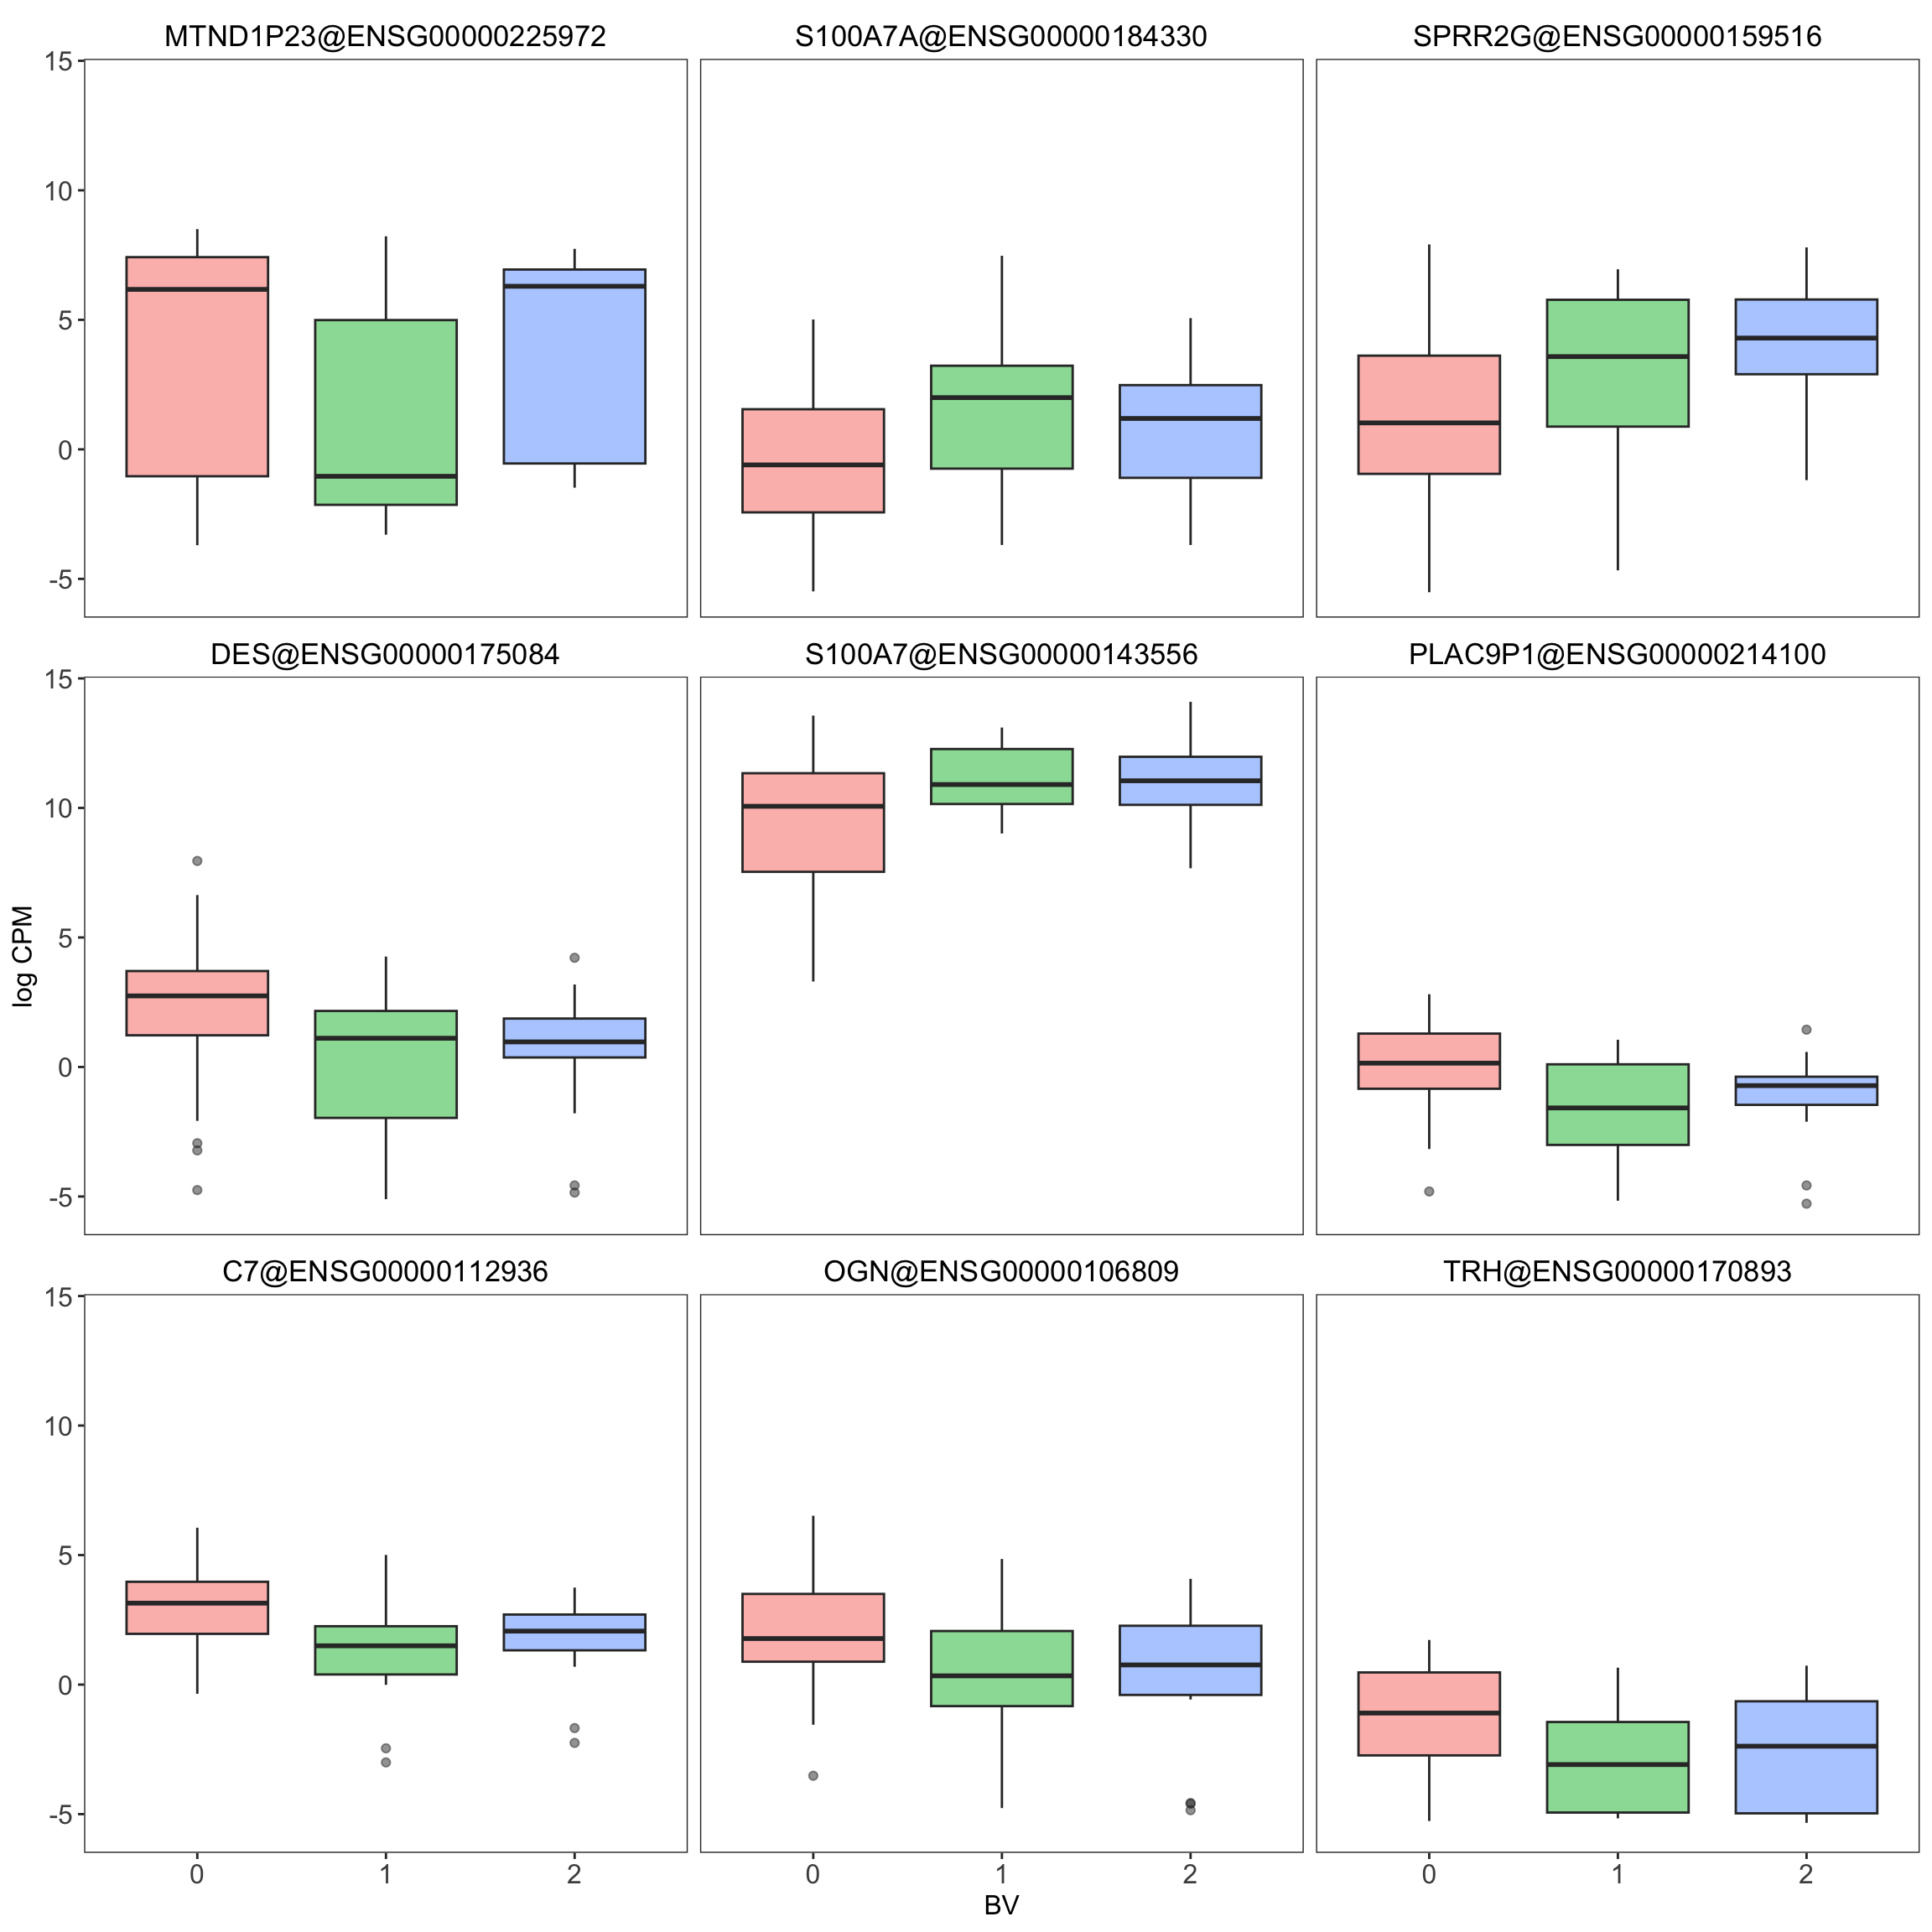 MTND1P23@ENSG00000225972
S100A7A@ENSG00000184330
SPRR2G@ENSG00000159516
15
10
5
0
-5
DES@ENSG00000175084
S100A7@ENSG00000143556
PLAC9P1@ENSG00000214100
15
10
5
0
-5
log CPM
C7@ENSG00000112936
OGN@ENSG00000106809
TRH@ENSG00000170893
15
10
5
0
-5
0 1 2
0 1 2
0 1 2
BV